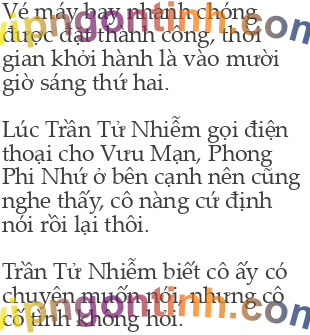 Vé máy bay nhanh chóng
được đặt thành công, thời
gian khởi hành là vào mười
giờ sáng thứ hai.
Lúc Trần Tử Nhiễm gọi điện
thoại cho Vưu Mạn, Phong
Phi Nhứ ở bên cạnh nên cũng
nghe thấy, cô nàng cứ định
nói rồi lại thôi.
Trần Tử Nhiễm biết cô ấy có
chuyện muốn nói, nhưng cô
cố tình không hỏi.
vipngontinh.com
vipngontinh.com